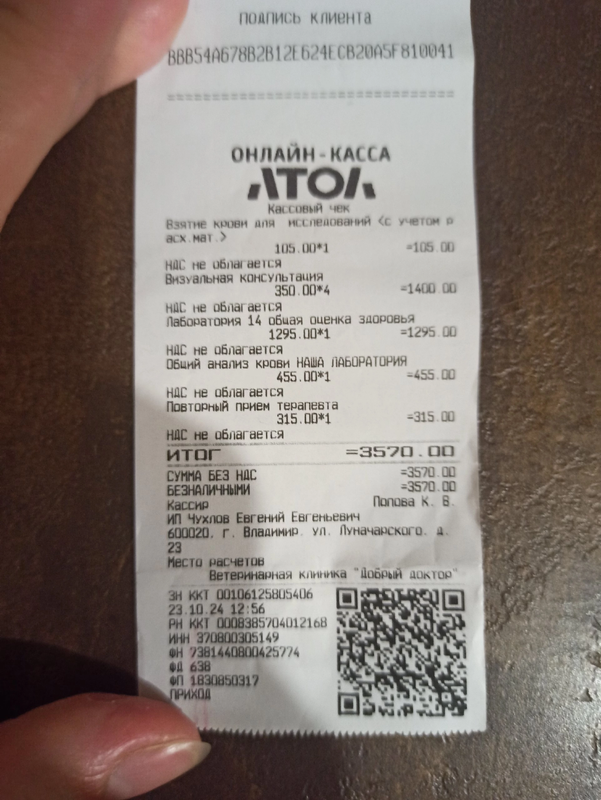 ПОДПИСЬ КЛИЕНТА
BBB54A678B2B12E624ECB20A5F810041
================================
ОНЛАЙН-КАССА
АТОЛ
Кассовый чек
Взятие крови для исследований <с учетом р
асх.мат.>
105.00*1 =105.00
НДС не облагается
Визуальная консультация
350.00*4 =1400.00
НДС не облагается
Лаборатория 14 общая оценка здоровья
1295.00*1 =1295.00
НДС не облагается
Общий анализ крови НАША ЛАБОРАТОРИЯ
455.00*1 =455.00
НДС не облагается
Повторный прием терапевта
315.00*1 =315.00
НДС не облагается
ИТОГ =3570.00
СУММА БЕЗ НДС =3570.00
БЕЗНАЛИЧНЫМИ =3570.00
Кассир Попова К. В.
ИП Чухлов Евгений Евгеньевич
600020, г. Владимир, ул. Луначарского, д.
23
Место расчетов
Ветеринарная клиника "Добрый доктор"
ЗН ККТ 00106125805406
23.10.24 12:56
РН ККТ 0008385704012168
ИНН 370800305149
ФН 7381440800425774
ФД 638
ФП 1830850317
ПРИХОД